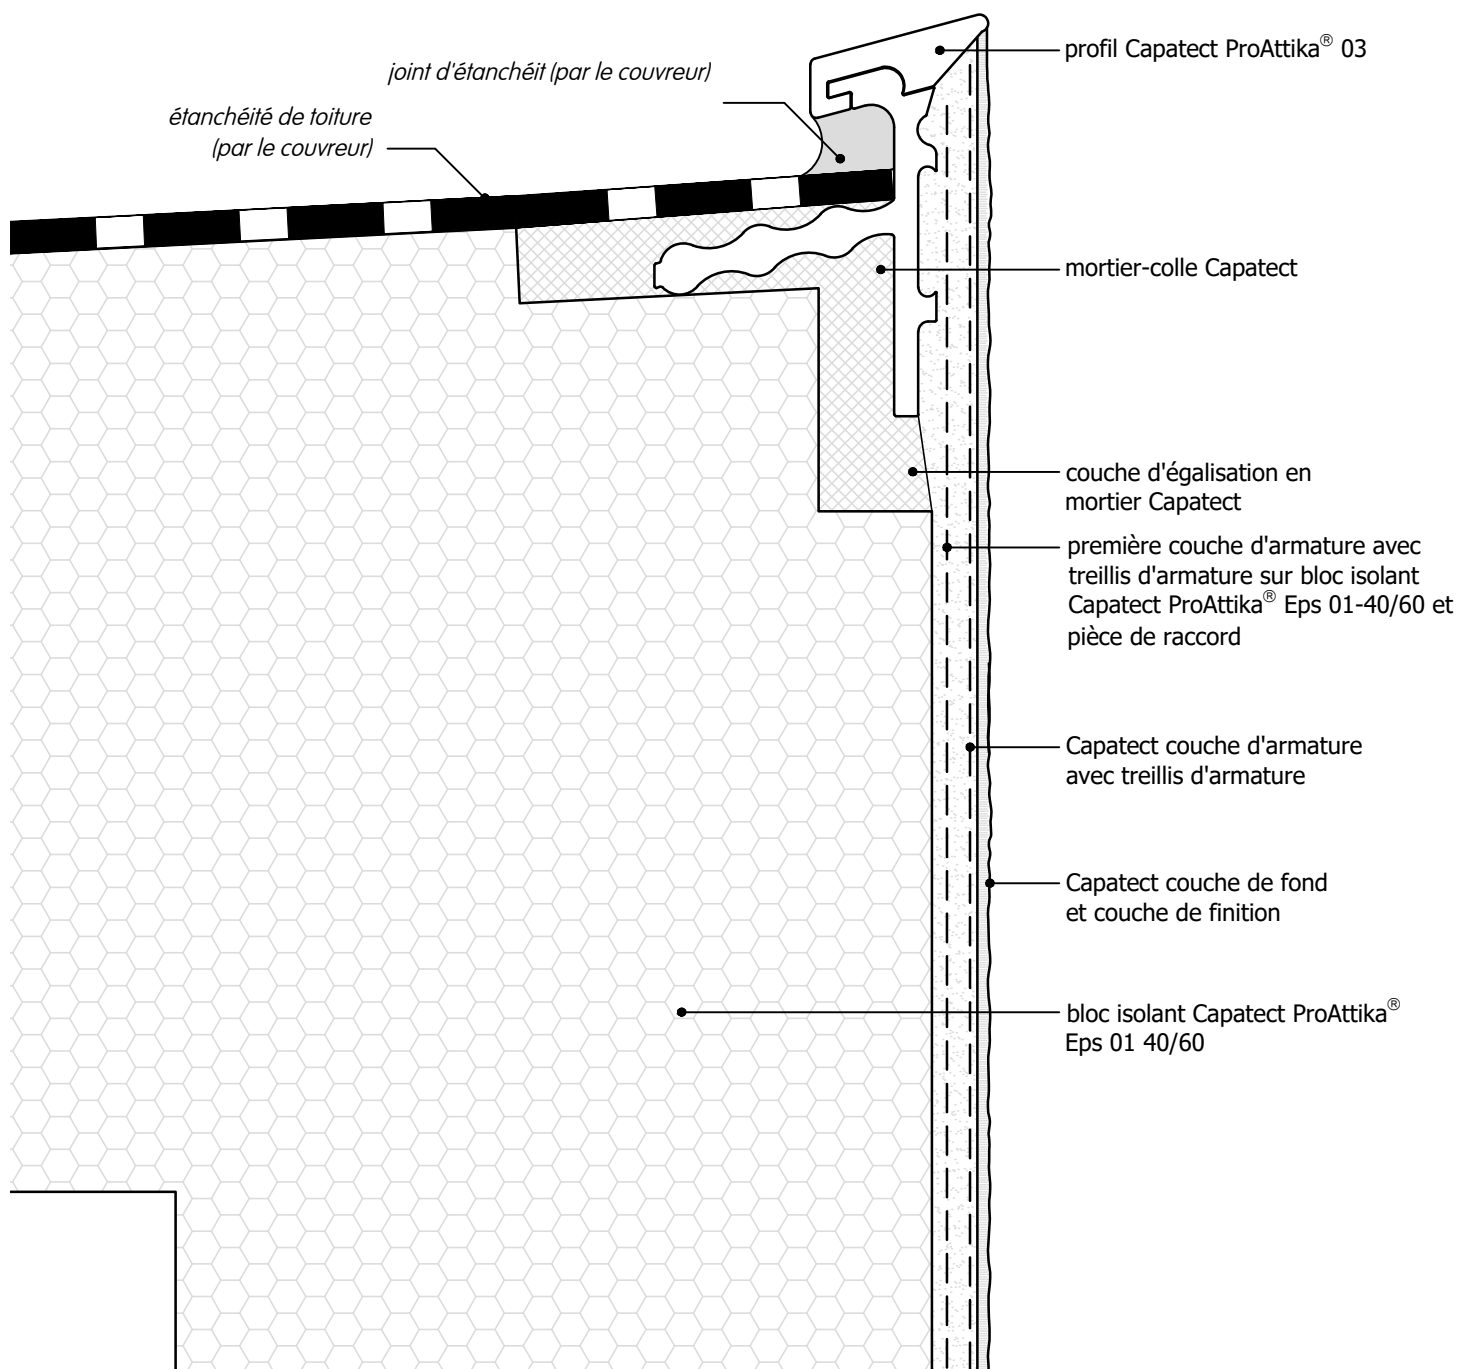 profil Capatect ProAttika® 03
joint d'étanchéit (par le couvreur)
étanchéité de toiture
(par le couvreur)
mortier-colle Capatect
couche d'égalisation en
mortier Capatect
première couche d'armature avec
treillis d'armature sur bloc isolant
Capatect ProAttika® Eps 01-40/60 et
pièce de raccord
Capatect couche d'armature
avec treillis d'armature
Capatect couche de fond
et couche de finition
bloc isolant Capatect ProAttika®
Eps 01 40/60